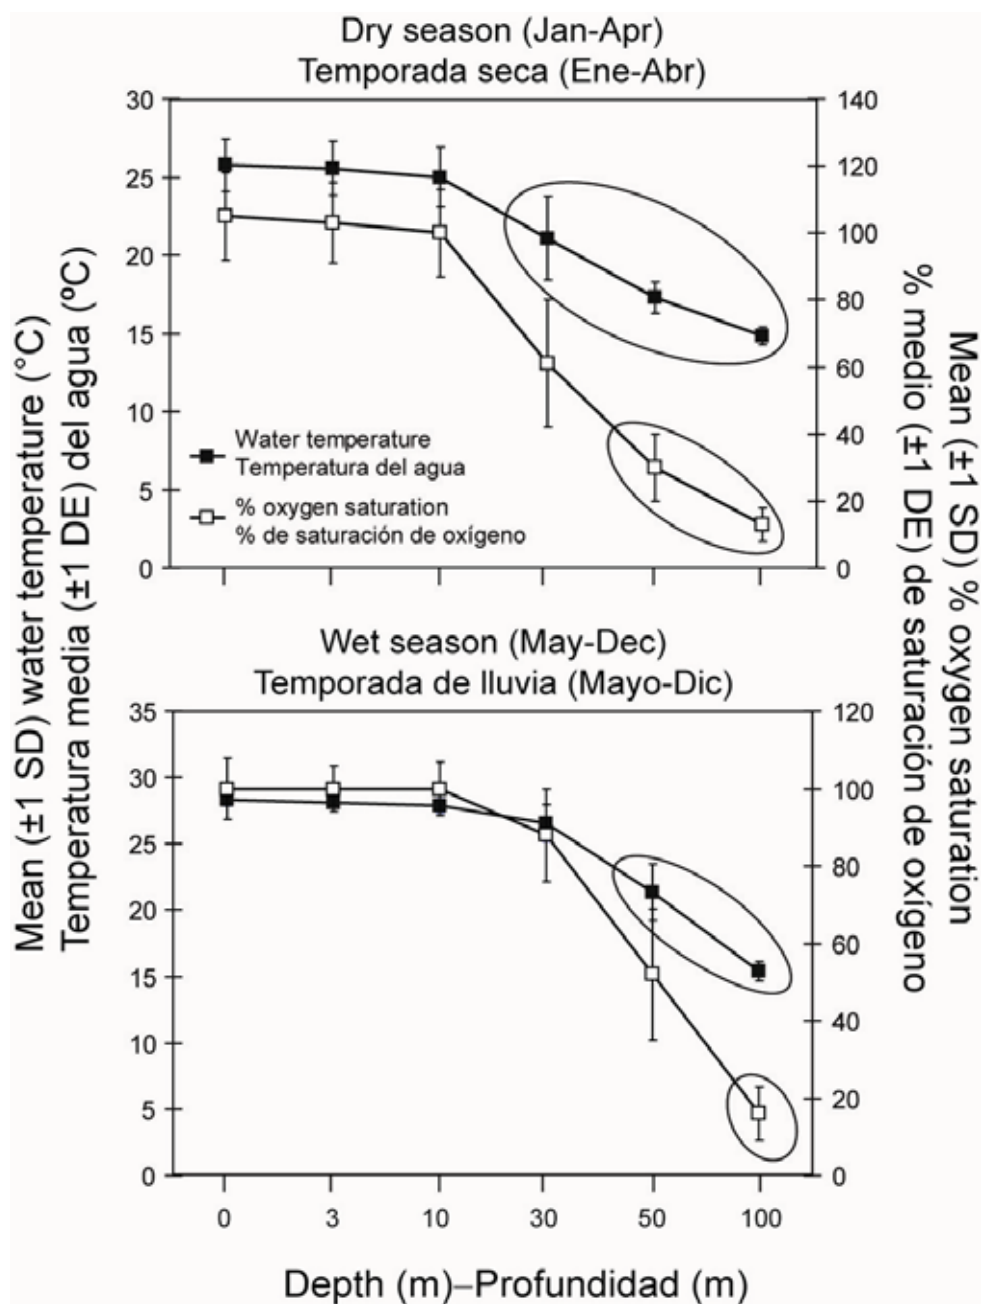 Dry season (Jan-Apr)
Temporada seca (Ene-Abr)
30
25
20
15
10
5
0
140
120
100
80
60
40
20
0
Water temperature
Temperatura del agua
% oxygen saturation
% de saturación de oxígeno
Mean (±1 SD) water temperature (°C)
Temperatura media (±1 DE) del agua (ºC)
Mean (±1 SD) % oxygen saturation
% medio (±1 DE) de saturación de oxígeno
Wet season (May-Dec)
Temporada de lluvia (Mayo-Dic)
35
30
25
20
15
10
5
0
120
100
80
60
40
20
0
0 3 10 30 50 100
Depth (m)–Profundidad (m)